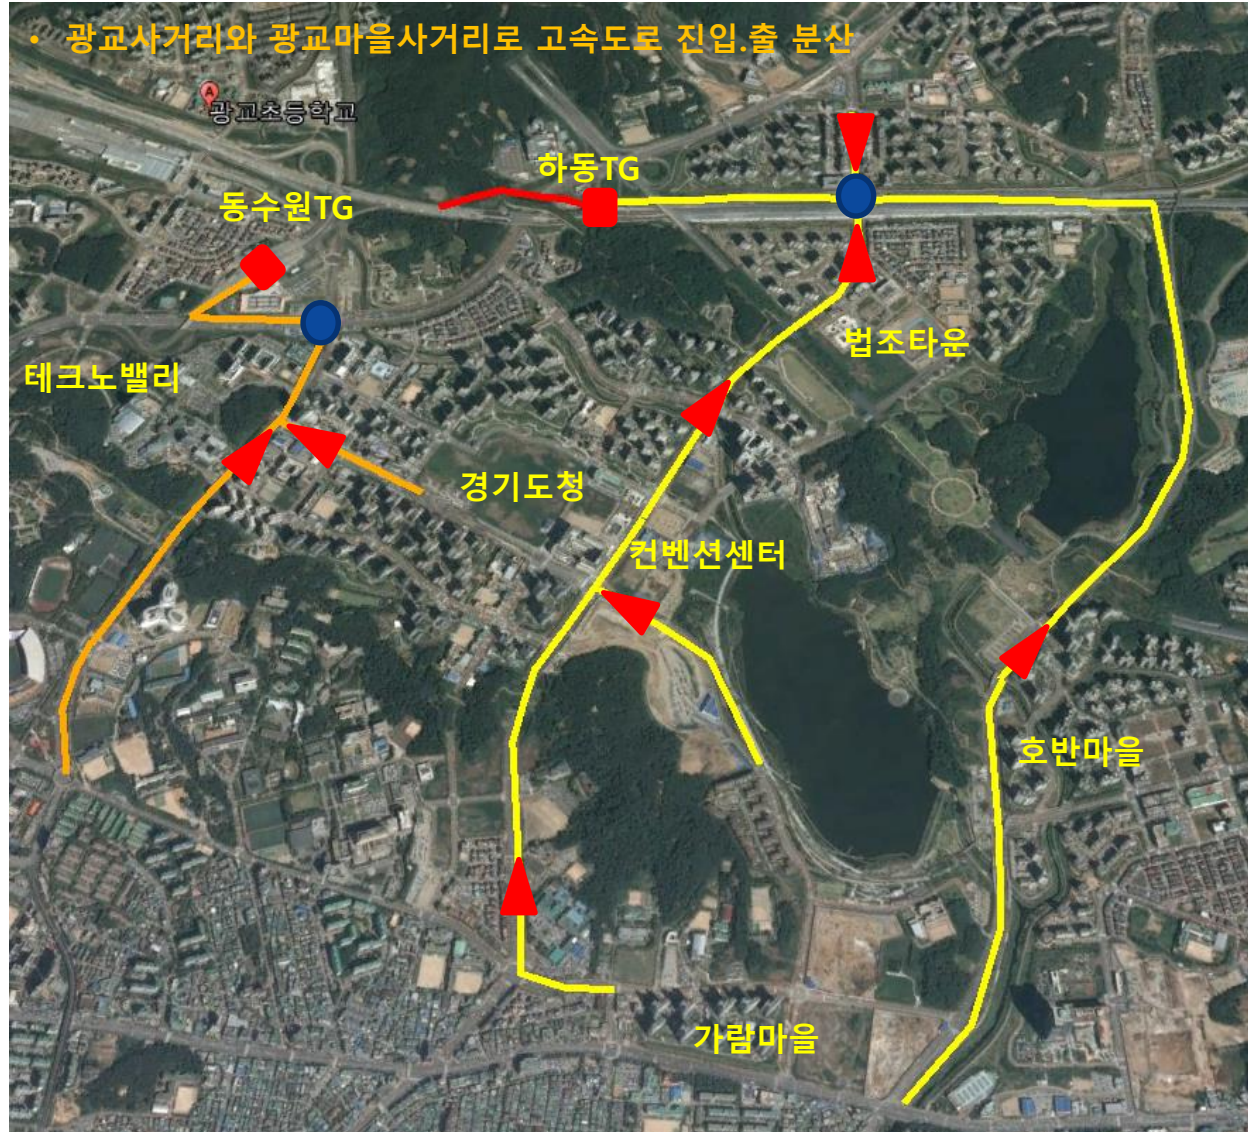 • 광교사거리와 광교마을사거리로 고속도로 진입.출 분산
A
광교초등학교
하동TG
동수원TG
법조타운
테크노밸리
경기도청
컨벤션센터
호반마을
가람마을